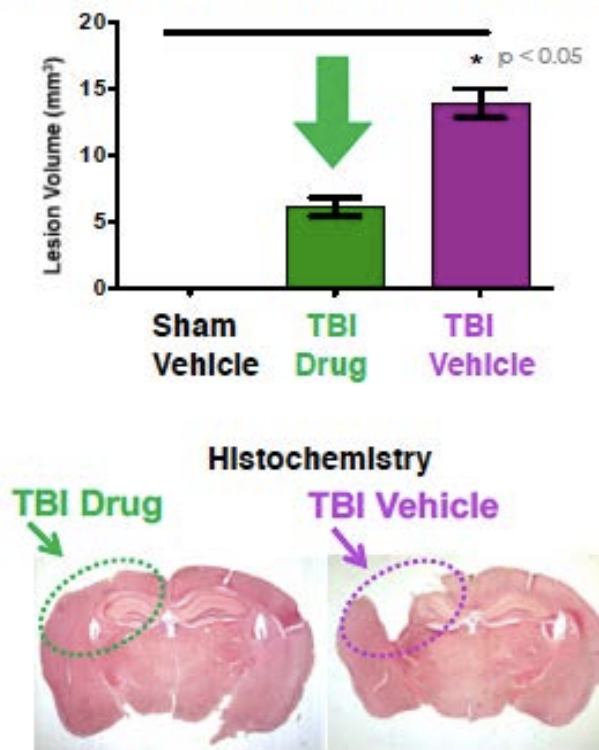 20
15
10
5
0
Lesion Volume (mm³)
* p < 0.05
Sham
Vehicle
TBI
Drug
TBI
Vehicle
Histochemistry
TBI Drug
TBI Vehicle